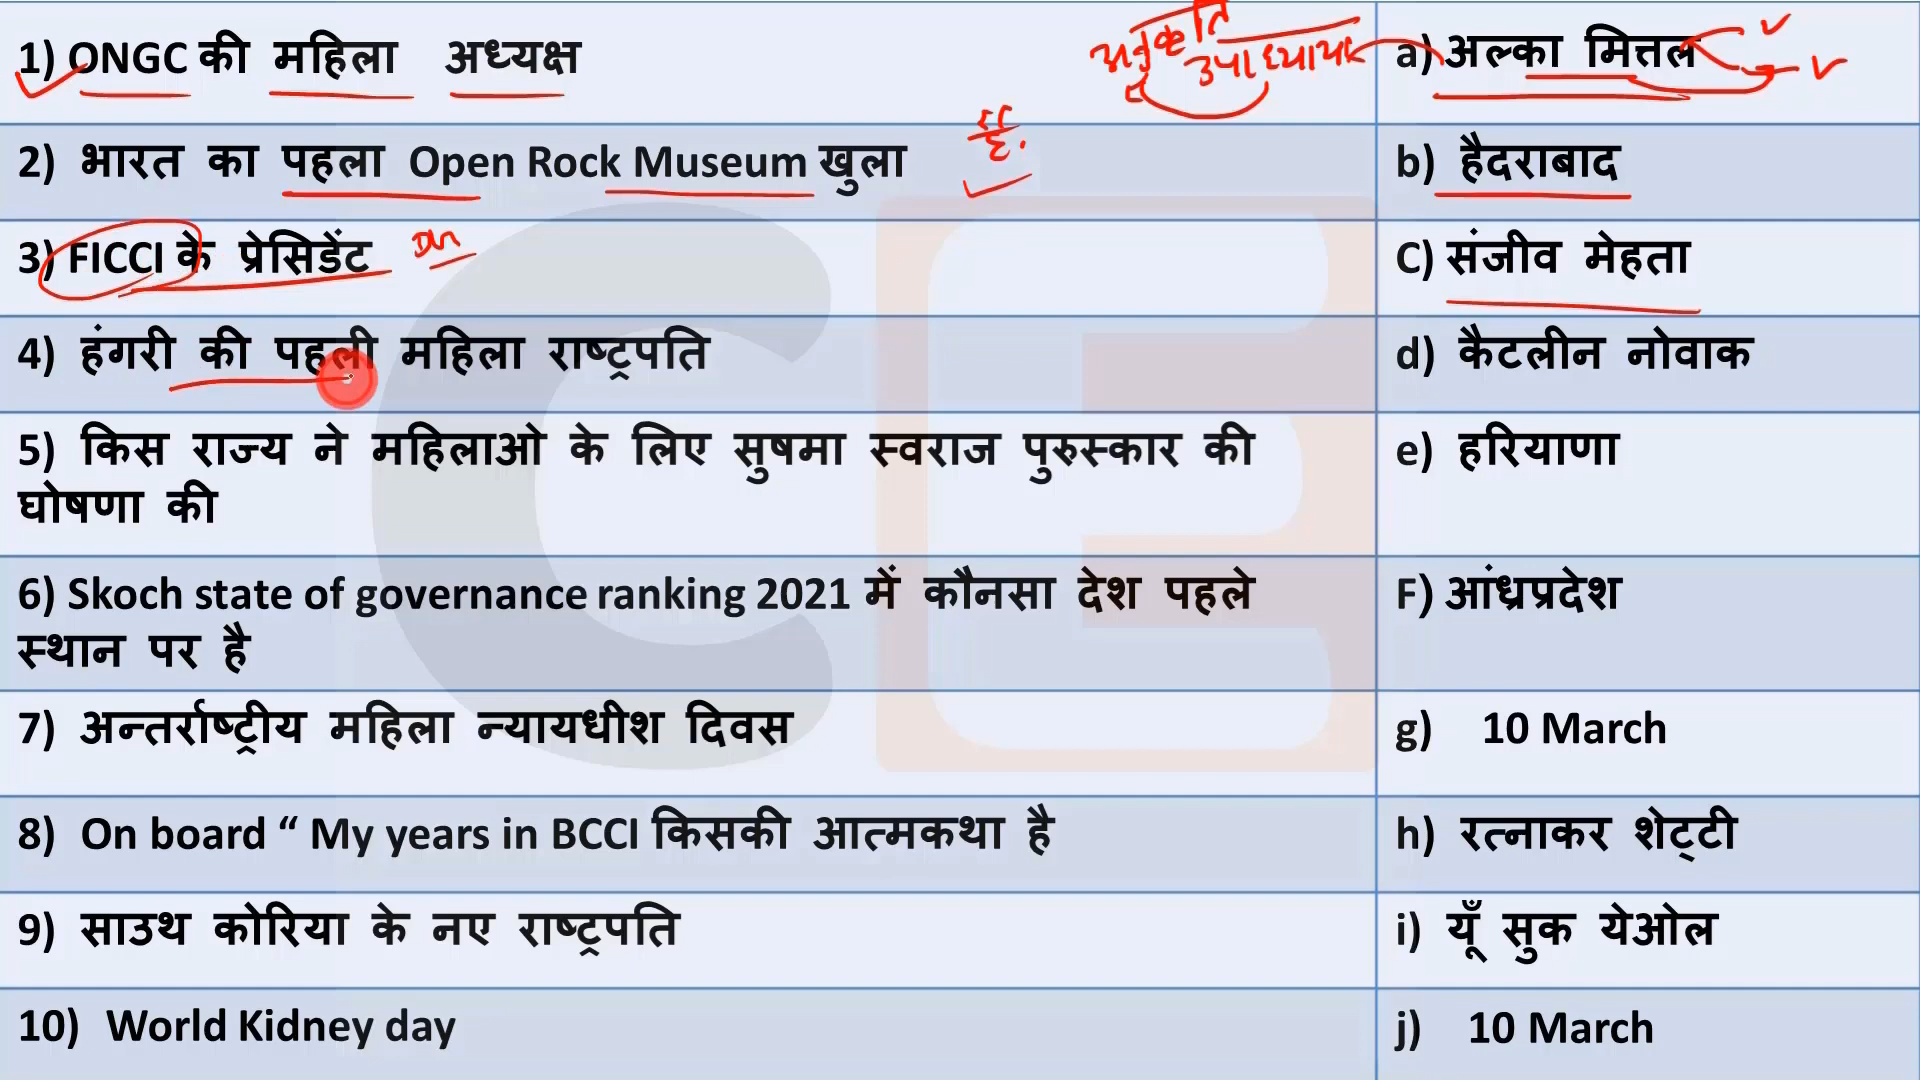 1) ONGC की महिला अध्यक्ष
अनुकृति
उपाध्याय
a) अल्का मित्तल
2) भारत का पहला Open Rock Museum खुला
b) हैदराबाद
3) FICCI के प्रेसिडेंट
C) संजीव मेहता
4) हंगरी की पहली महिला राष्ट्रपति
d) कैटलीन नोवाक
5) किस राज्य ने महिलाओ के लिए सुषमा स्वराज पुरुस्कार की
घोषणा की
e) हरियाणा
6) Skoch state of governance ranking 2021 में कौनसा देश पहले
स्थान पर है
F) आंध्रप्रदेश
7) अन्तर्राष्ट्रीय महिला न्यायधीश दिवस
g) 10 March
8) On board “ My years in BCCI किसकी आत्मकथा है
h) रत्नाकर शेट्टी
9) साउथ कोरिया के नए राष्ट्रपति
i) यूँ सुक येओल
10) World Kidney day
j) 10 March
CE